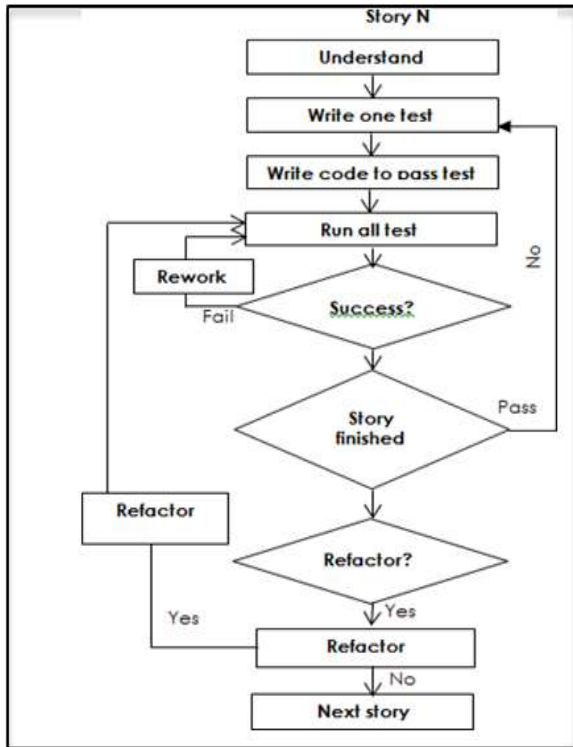 Story N
Understand
Write one test
Write code to pass test
Run all test
Rework
No
Fail
Success?
Pass
Story
finished
Refactor
Refactor?
Yes
Yes
Refactor
No
Next story